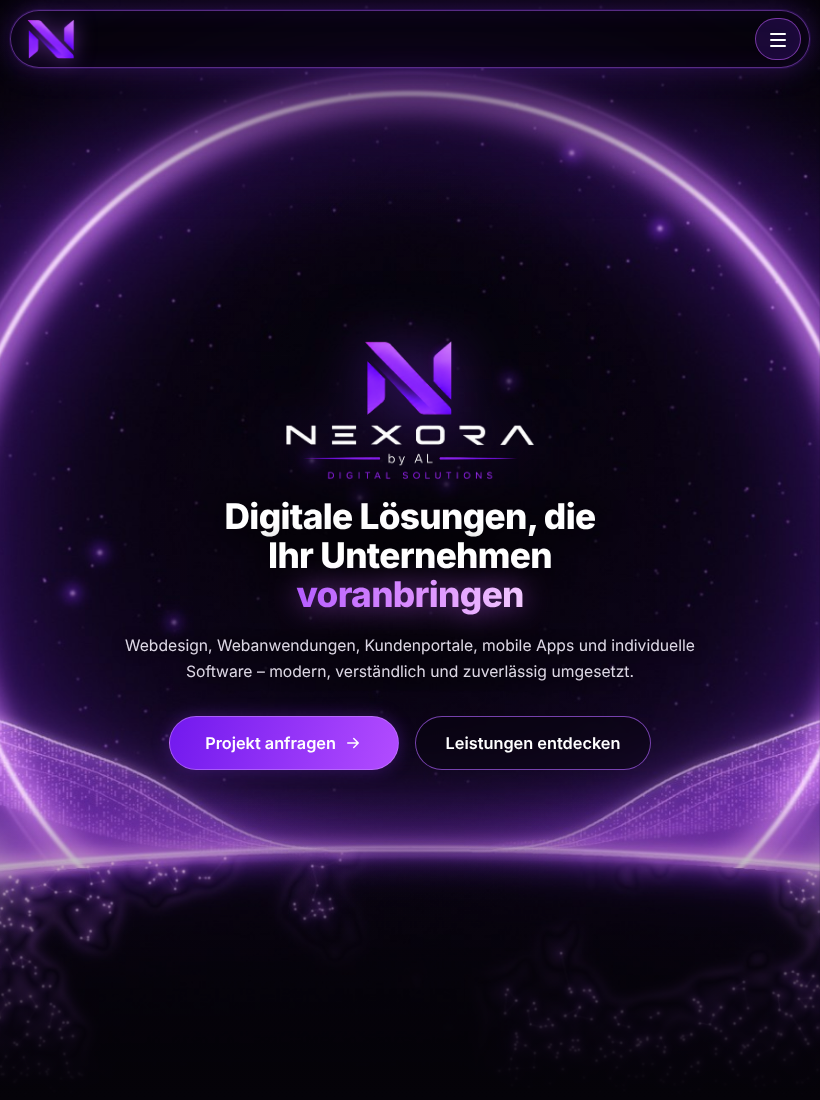 NEXORA
by AL
DIGITAL SOLUTIONS
Digitale Lösungen, die
Ihr Unternehmen
voranbringen
Webdesign, Webanwendungen, Kundenportale, mobile Apps und individuelle
Software – modern, verständlich und zuverlässig umgesetzt.
Projekt anfragen →
Leistungen entdecken